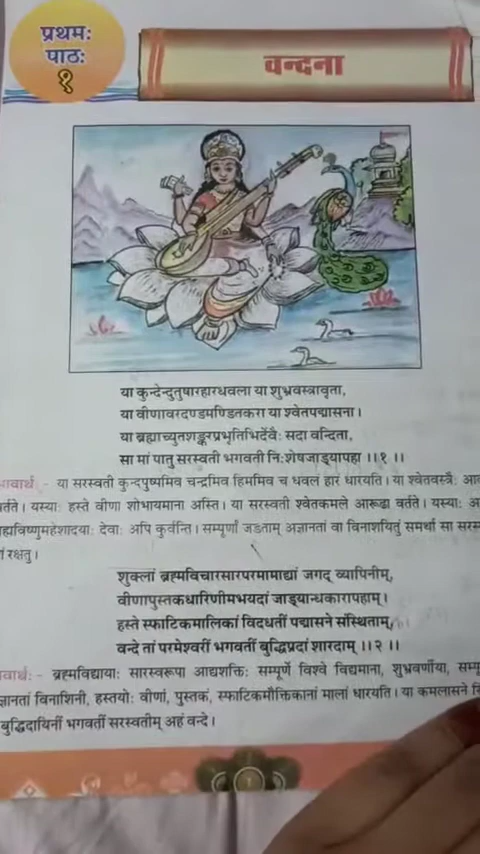 प्रथमः
पाठः
१
वन्दना
या कुन्देन्दुतुषारहारधवला या शुभ्रवस्त्रावृता,
या वीणावरदण्डमण्डितकरा या श्वेतपद्मासना।
या ब्रह्माच्युतशङ्करप्रभृतिभिर्देवैः सदा वन्दिता,
सा मां पातु सरस्वती भगवती निःशेषजाड्यापहा ।।१ ।।
भावार्थ :- या सरस्वती कुन्दपुष्पमिव चन्द्रमिव हिममिव च धवलं हारं धारयति। या श्वेतवस्त्रैः
वर्तते। यस्याः हस्ते वीणा शोभायमाना अस्ति। या सरस्वती श्वेतकमले आरूढा वर्तते। यस्याः
ब्रह्मविष्णुमहेशादयाः देवाः अपि कुर्वन्ति। सम्पूर्णां जडताम् अज्ञानतां वा विनाशयितुं समर्था सा
रक्षतु।
शुक्लां ब्रह्मविचारसारपरमामाद्यां जगद् व्यापिनीम्,
वीणापुस्तकधारिणीमभयदां जाड्यान्धकारापहाम्।
हस्ते स्फाटिकमालिकां विदधतीं पद्मासने संस्थिताम्,
वन्दे तां परमेश्वरीं भगवतीं बुद्धिप्रदां शारदाम् ।।२ ।।
भावार्थः - ब्रह्मविद्यायाः सारस्वरूपा आद्यशक्तिः सम्पूर्णे विश्वे विद्यमाना, शुभ्रवर्णीया,
विनाशिनी, हस्तयोः वीणां, पुस्तकं, स्फाटिकमौक्तिकानां मालां धारयति। या कमलासने
बुद्धिदायिनीं भगवतीं सरस्वतीम् अहं वन्दे।